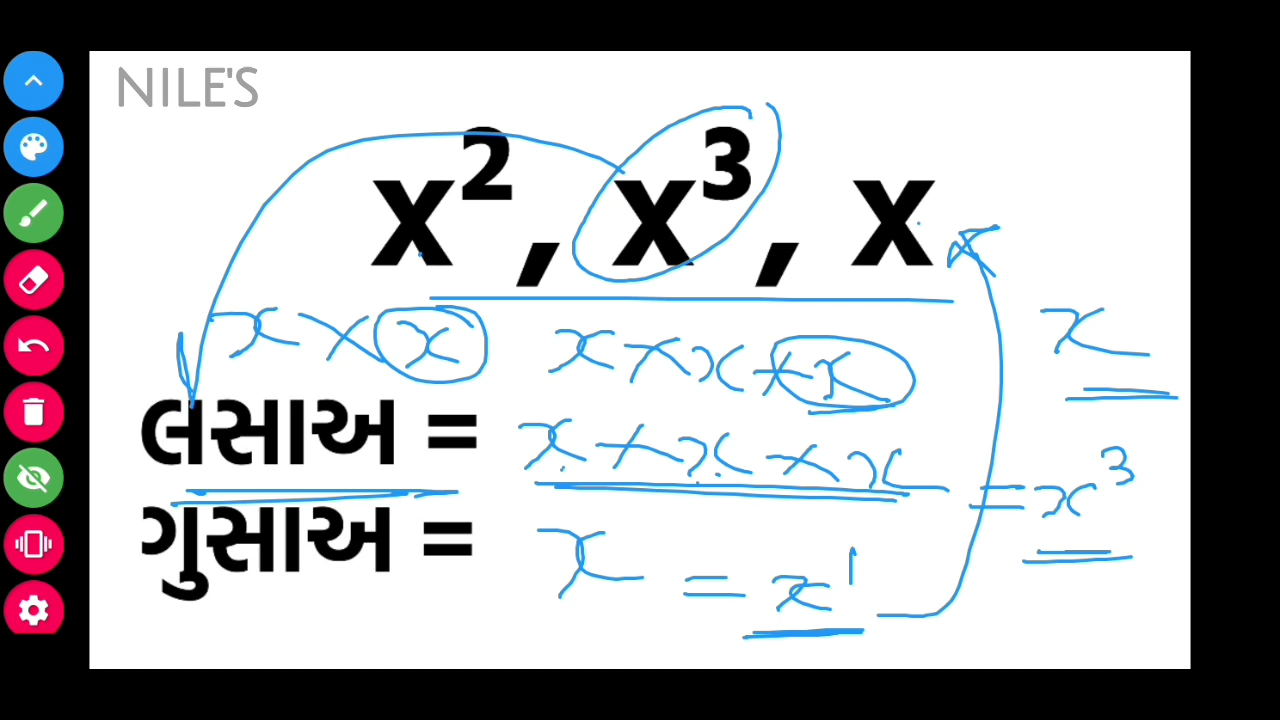 NILE'S
x², x³, x
x × x    x × x × x    x
લસાઅ = x × x × x = x³
ગુસાઅ = x = x¹